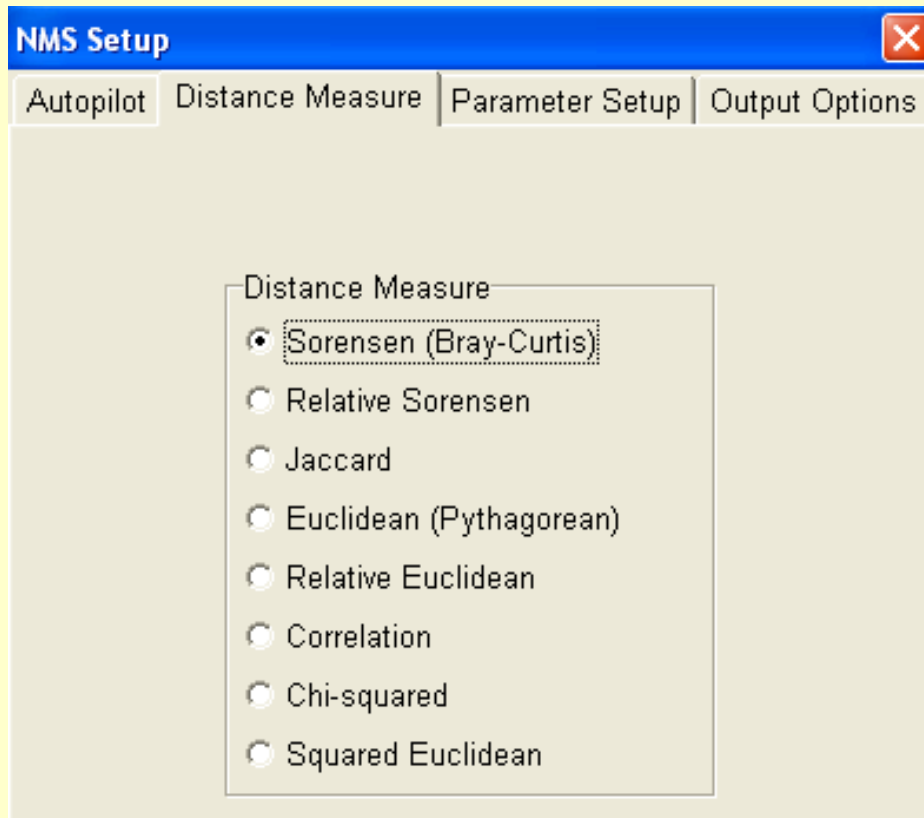 NMS Setup
Autopilot Distance Measure Parameter Setup Output Options
Distance Measure
Sorensen (Bray-Curtis)
Relative Sorensen
Jaccard
Euclidean (Pythagorean)
Relative Euclidean
Correlation
Chi-squared
Squared Euclidean